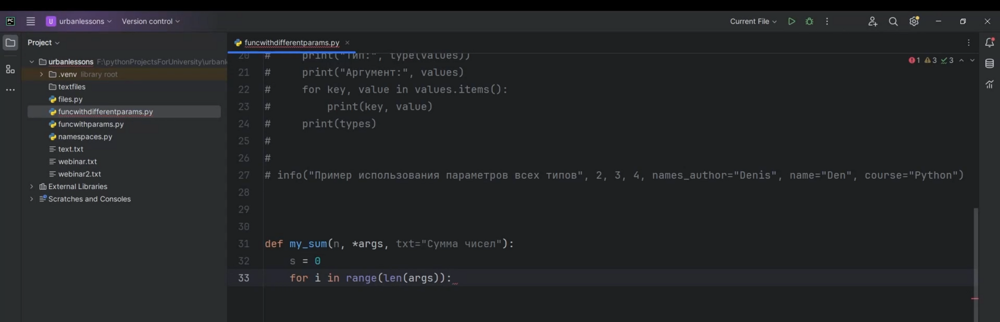 PC
U urbanlessons Version control Current File
Project funcwithdifferentparams.py
urbanlessons F:\pythonProjectsForUniversity\urbanl
.venv library root
textfiles
files.py
funcwithdifferentparams.py
funcwithparams.py
namespaces.py
text.txt
webinar.txt
webinar2.txt
External Libraries
Scratches and Consoles
1 3 3
20 # print("Тип:", type(values))
21 # print("Аргумент:", values)
22 # for key, value in values.items():
23 # print(key, value)
24 # print(types)
25 #
26 #
27 # info("Пример использования параметров всех типов", 2, 3, 4, names_author="Denis", name="Den", course="Python")
28
29
30
31 def my_sum(n, *args, txt="Сумма чисел"):
32 s = 0
33 for i in range(len(args)):